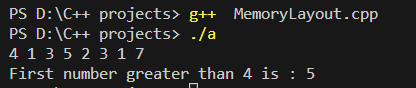 PS D:\C++ projects> g++  MemoryLayout.cpp
PS D:\C++ projects> ./a
4 1 3 5 2 3 1 7
First number greater than 4 is : 5